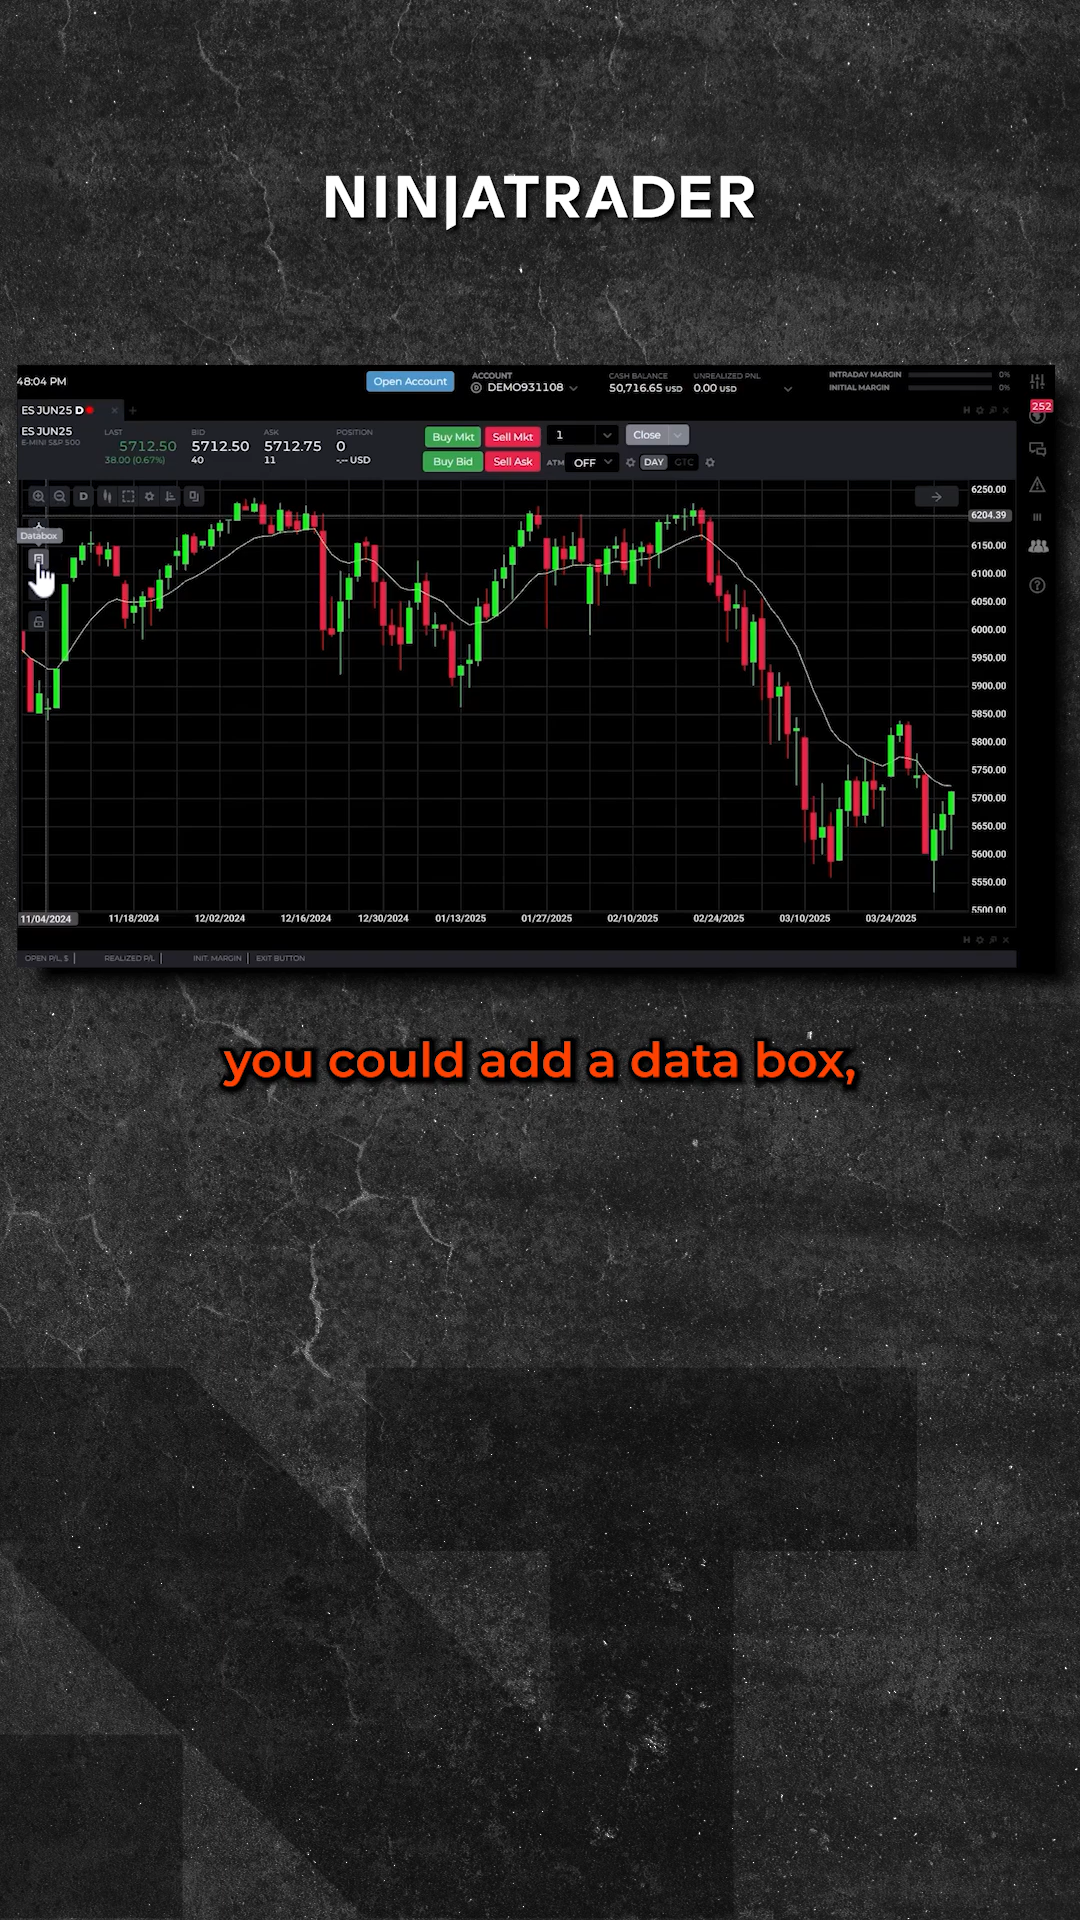 NINJATRADER
48:04 PM
Open Account
ACCOUNT
DEMO931108
CASH BALANCE
50,716.65 USD
UNREALIZED PNL
0.00 USD
INTRADAY MARGIN 0%
INITIAL MARGIN 0%
252
ES JUN25 D
ES JUN25
E-MINI S&P 500
LAST
5712.50
38.00 (0.67%)
BID
5712.50
40
ASK
5712.75
11
POSITION
0
-.-- USD
Buy Mkt
Sell Mkt
1
Close
Buy Bid
Sell Ask
ATM
OFF
DAY
GTC
D
Databox
6250.00
6204.39
6150.00
6100.00
6050.00
6000.00
5950.00
5900.00
5850.00
5800.00
5750.00
5700.00
5650.00
5600.00
5550.00
5500.00
11/04/2024 11/18/2024 12/02/2024 12/16/2024 12/30/2024 01/13/2025 01/27/2025 02/10/2025 02/24/2025 03/10/2025 03/24/2025
OPEN P/L $ | REALIZED P/L | INIT. MARGIN | EXIT BUTTON
you could add a data box,